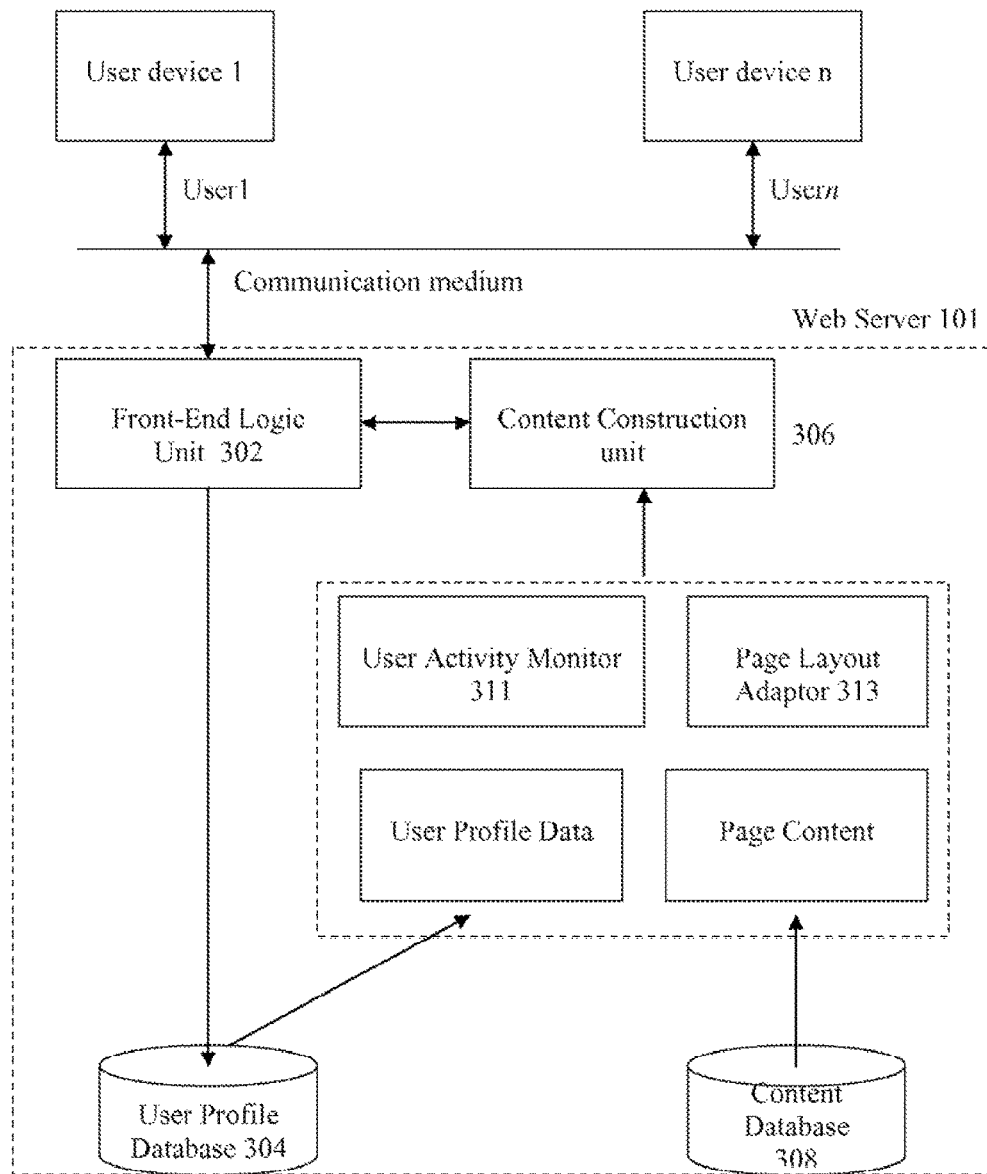 User device 1
User device n
User1
Usern
Communication medium
Web Server 101
Front-End Logic
Unit 302
Content Construction
unit
306
User Activity Monitor
311
Page Layout
Adaptor 313
User Profile Data
Page Content
User Profile
Database 304
Content
Database
308